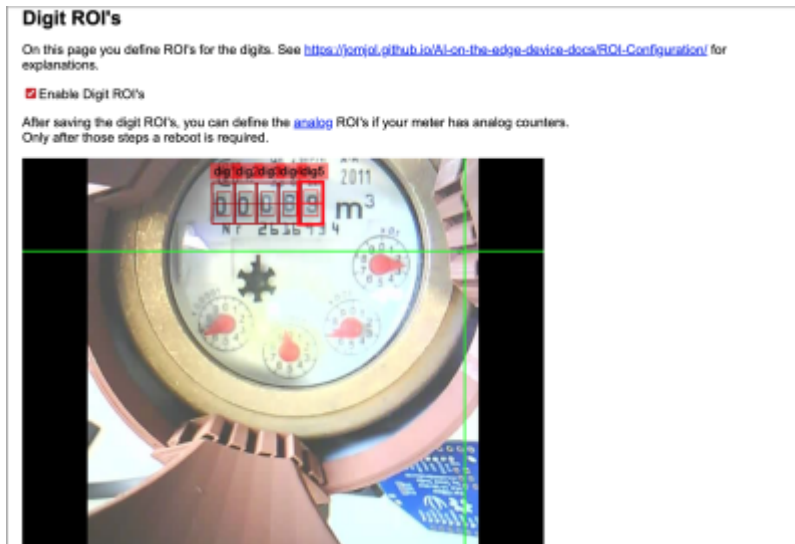 Digit ROI's
On this page you define ROI's for the digits. See https://jomjol.github.io/AI-on-the-edge-device-docs/ROI-Configuration/ for
explanations.
Enable Digit ROI's
After saving the digit ROI's, you can define the analog ROI's if your meter has analog counters.
Only after those steps a reboot is required.
dig dig2 dig3 dig4 dig5
2011
m³
Nr